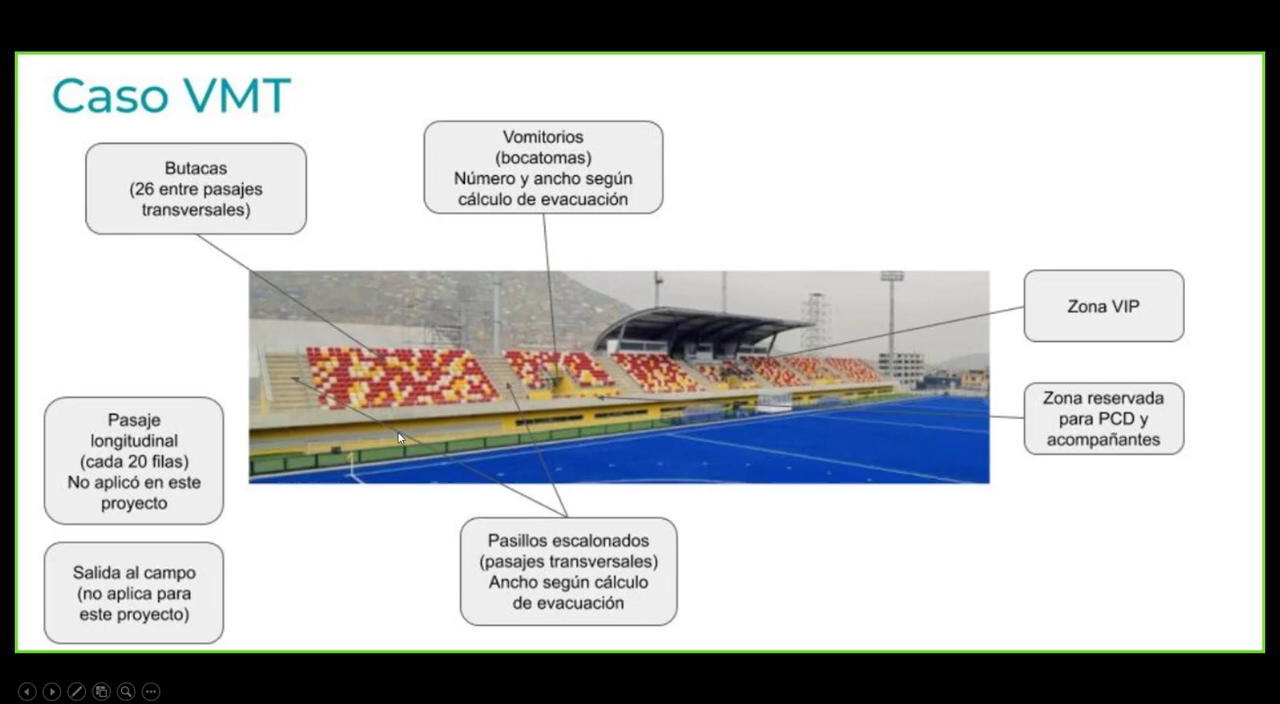 Caso VMT
Butacas
(26 entre pasajes
transversales)
Vomitorios
(bocatomas)
Número y ancho según
cálculo de evacuación
Zona VIP
Zona reservada
para PCD y
acompañantes
Pasaje
longitudinal
(cada 20 filas)
No aplicó en este
proyecto
Salida al campo
(no aplica para
este proyecto)
Pasillos escalonados
(pasajes transversales)
Ancho según cálculo
de evacuación